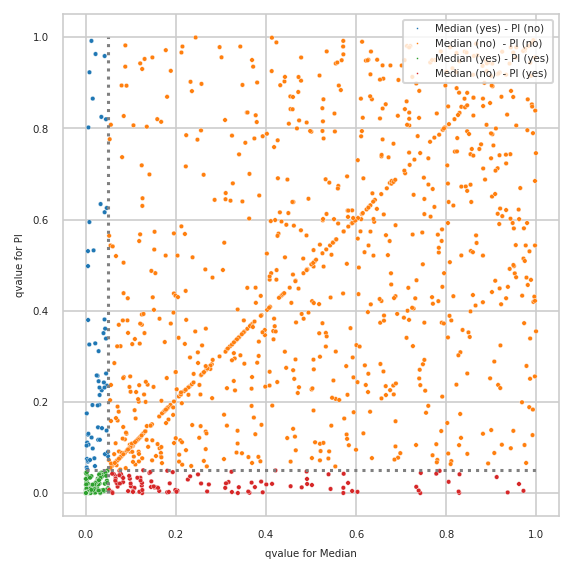 1.0
0.8
0.6
0.4
0.2
0.0
qvalue for PI
Median (yes) - PI (no)
Median (no)  - PI (no)
Median (yes) - PI (yes)
Median (no)  - PI (yes)
0.0 0.2 0.4 0.6 0.8 1.0
qvalue for Median